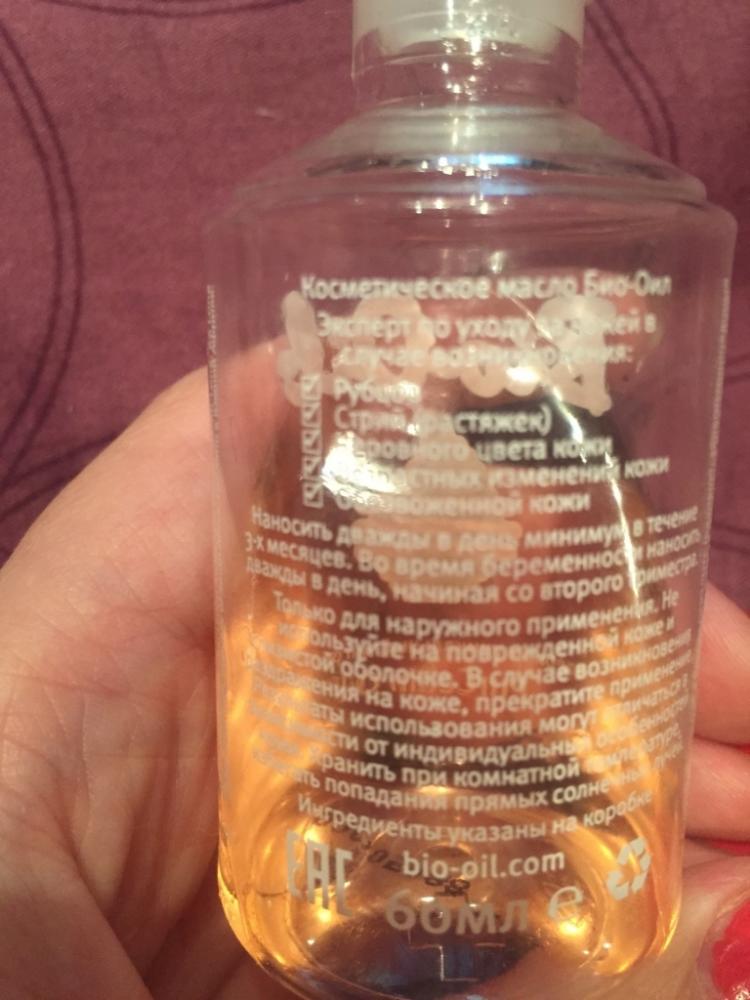 Косметическое масло Био-Оил
Эксперт по уходу за кожей в
случае возникновения:
Рубцов
Стрий (растяжек)
Неровного цвета кожи
Возрастных изменений кожи
Обезвоженной кожи
Наносить дважды в день минимум в течение
3-х месяцев. Во время беременности наносить
дважды в день, начиная со второго триместра.
Только для наружного применения. Не
используйте на поврежденной коже и
слизистой оболочке. В случае возникновения
раздражения на коже, прекратите применение.
Результаты использования могут отличаться в
зависимости от индивидуальных особенностей
кожи. Хранить при комнатной температуре,
избегать попадания прямых солнечных лучей.
Ингредиенты указаны на коробке
ЕАС bio-oil.com
60мл e